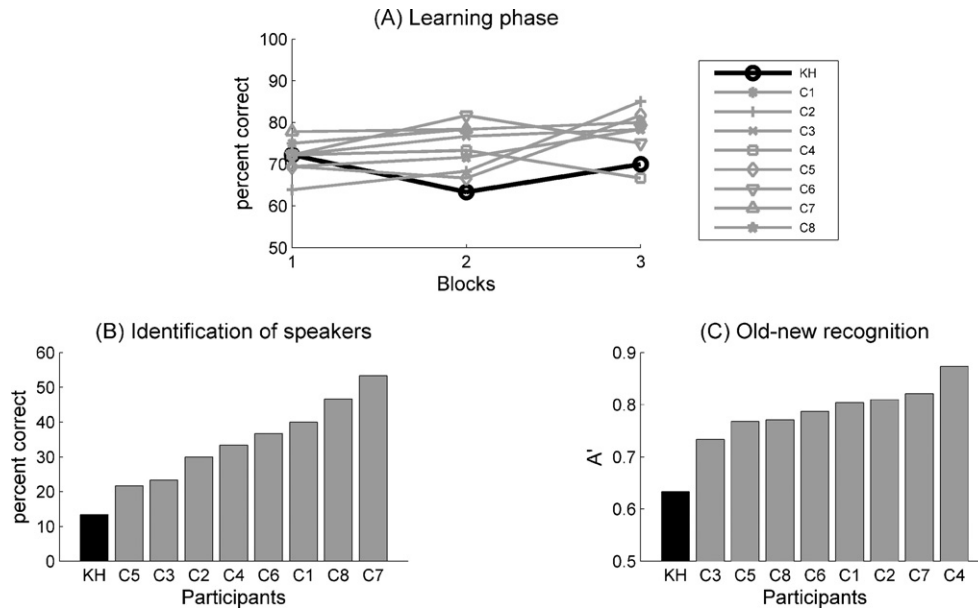 (A) Learning phase
100
90
80
70
60
50
percent correct
1 2 3
Blocks
KH
C1
C2
C3
C4
C5
C6
C7
C8
(B) Identification of speakers
60
50
40
30
20
10
0
percent correct
KH C5 C3 C2 C4 C6 C1 C8 C7
Participants
(C) Old-new recognition
0.9
0.8
0.7
0.6
0.5
A'
KH C3 C5 C8 C6 C1 C2 C7 C4
Participants